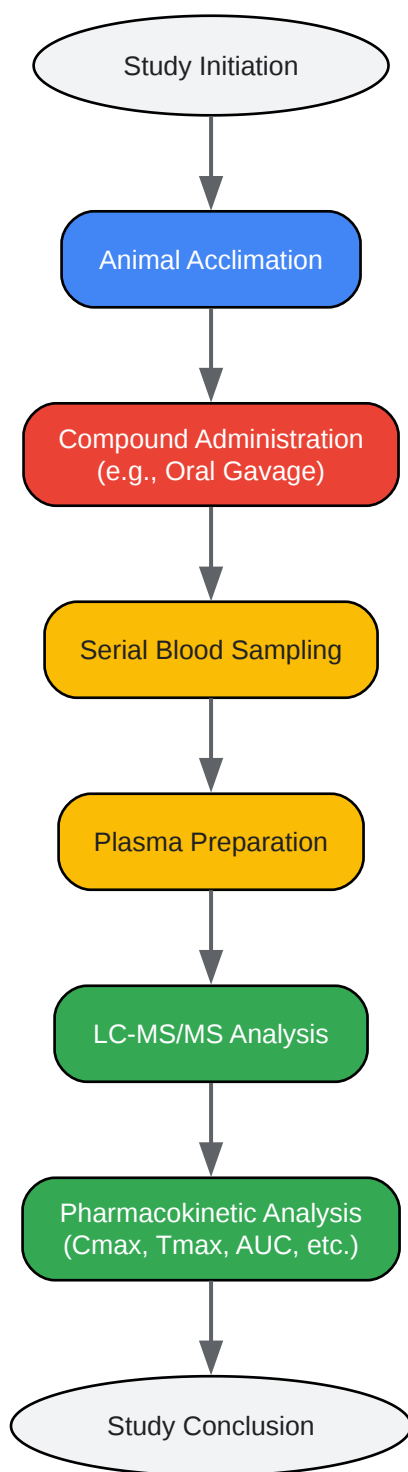 Study Initiation
Animal Acclimation
Compound Administration
(e.g., Oral Gavage)
Serial Blood Sampling
Plasma Preparation
LC-MS/MS Analysis
Pharmacokinetic Analysis
(Cmax, Tmax, AUC, etc.)
Study Conclusion